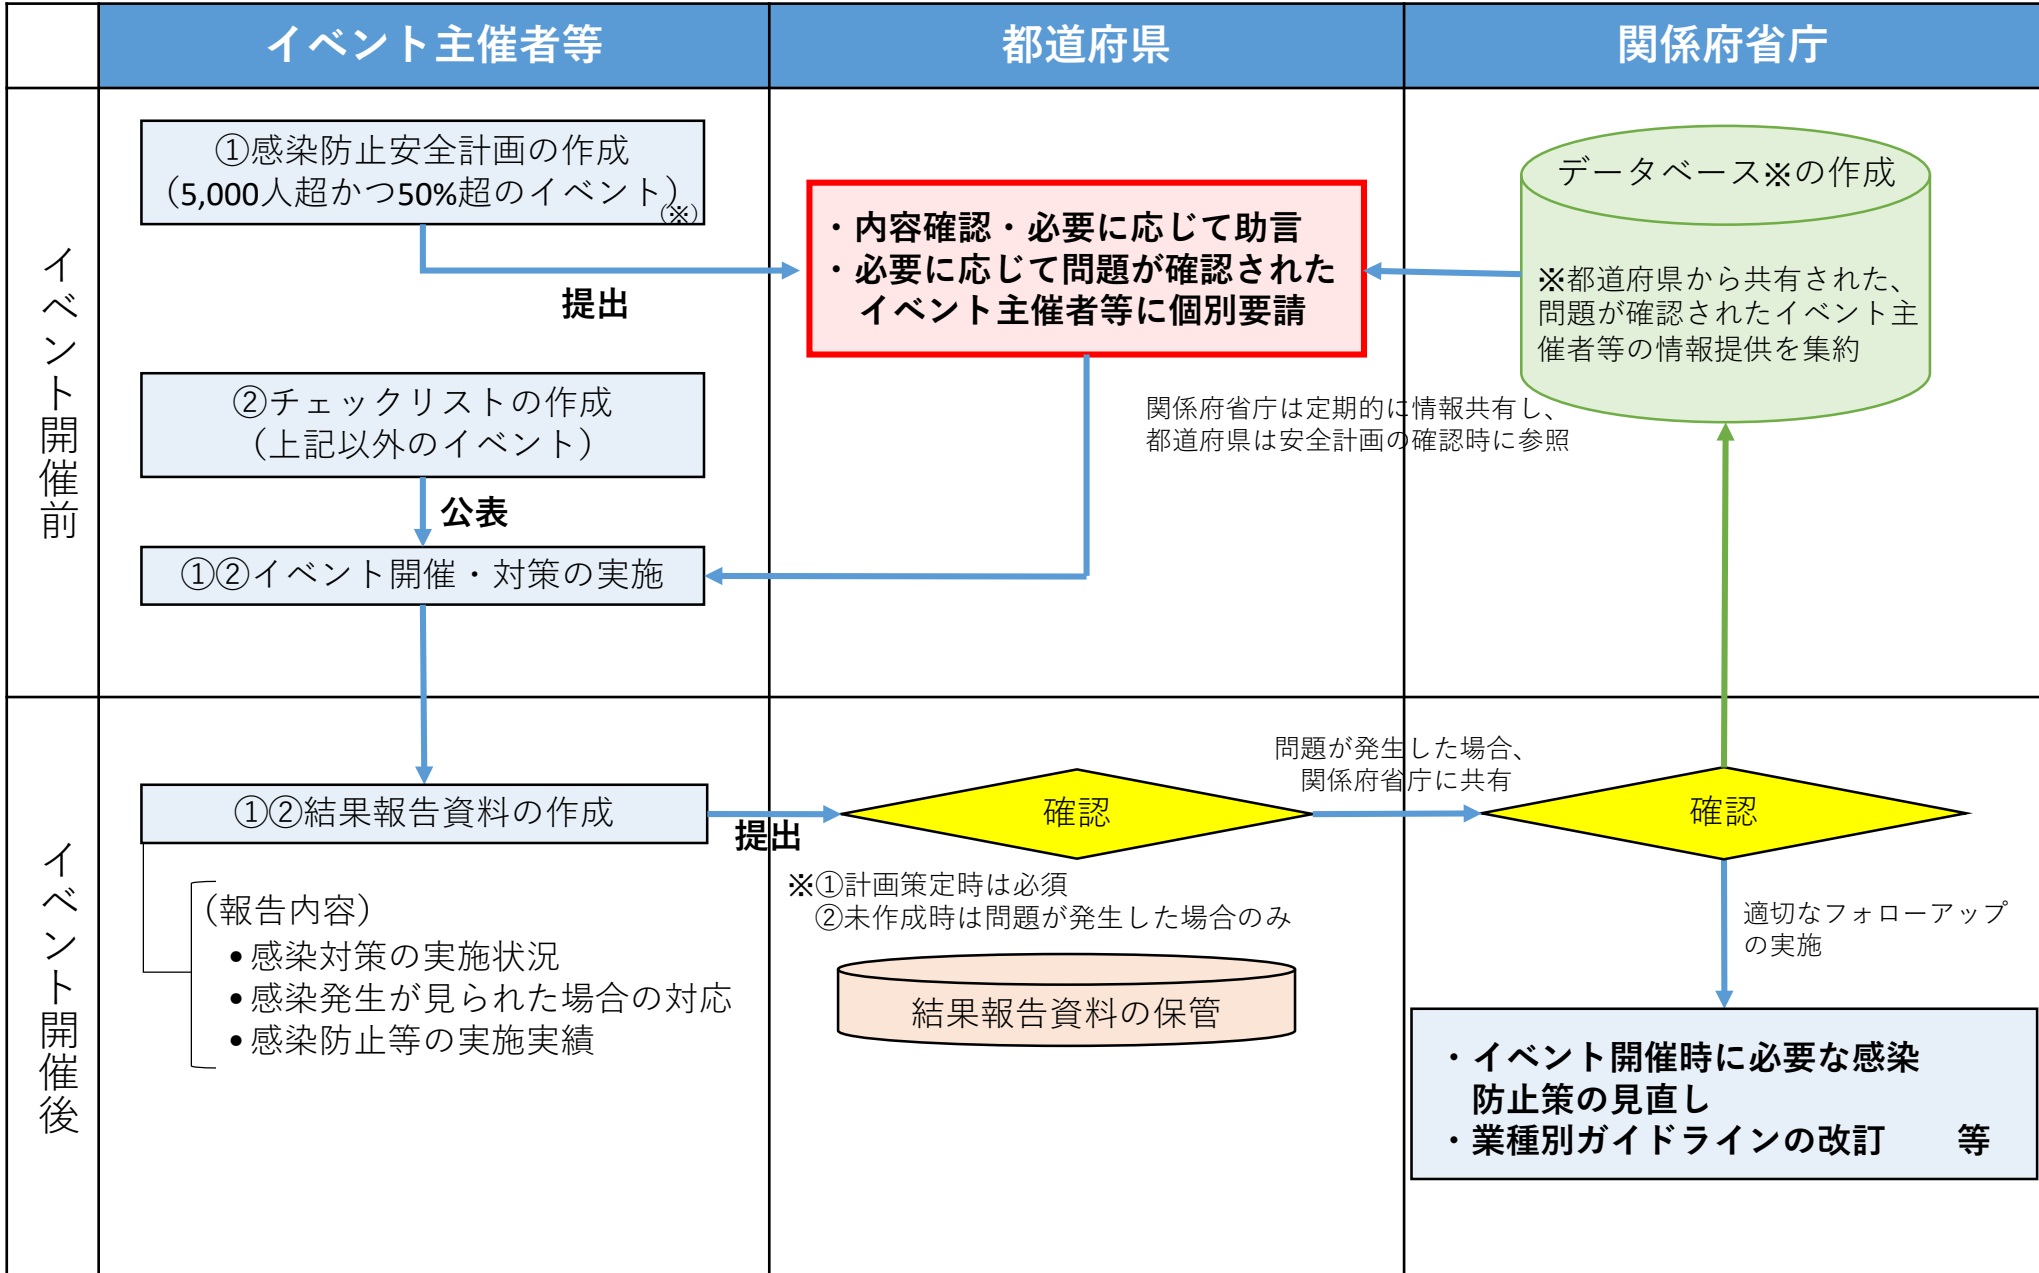 イベント主催者等
都道府県
関係府省庁
イベント開催前
①感染防止安全計画の作成
（5,000人超かつ50%超のイベント）
（※）
提出
②チェックリストの作成
（上記以外のイベント）
公表
①②イベント開催・対策の実施
・内容確認・必要に応じて助言
・必要に応じて問題が確認された
イベント主催者等に個別要請
データベース※の作成
※都道府県から共有された、
問題が確認されたイベント主
催者等の情報提供を集約
関係府省庁は定期的に情報共有し、
都道府県は安全計画の確認時に参照
イベント開催後
①②結果報告資料の作成
提出
（報告内容）
•感染対策の実施状況
•感染発生が見られた場合の対応
•感染防止等の実施実績
確認
※①計画策定時は必須
②未作成時は問題が発生した場合のみ
結果報告資料の保管
問題が発生した場合、
関係府省庁に共有
確認
適切なフォローアップ
の実施
・イベント開催時に必要な感染
防止策の見直し
・業種別ガイドラインの改訂　　等